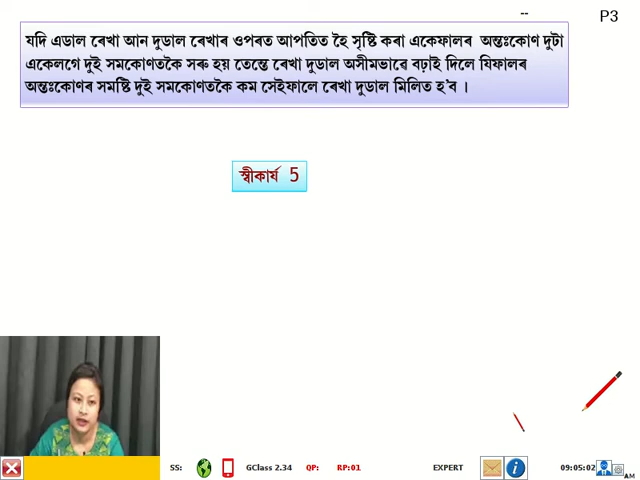 --
P3
যদি এডাল ৰেখা আন দুডাল ৰেখাৰ ওপৰত আপতিত হৈ সৃষ্টি কৰা একেফালৰ অন্তঃকোণ দুটা
একেলগে দুই সমকোণতকৈ সৰু হয় তেন্তে ৰেখা দুডাল অসীমভাৱে বঢ়াই দিলে যিফালৰ
অন্তঃকোণৰ সমষ্টি দুই সমকোণতকৈ কম সেইফালে ৰেখা দুডাল মিলিত হ'ব ।
স্বীকাৰ্য 5
SS: GClass 2.34 QP: RP:01 EXPERT 09:05:02 AM